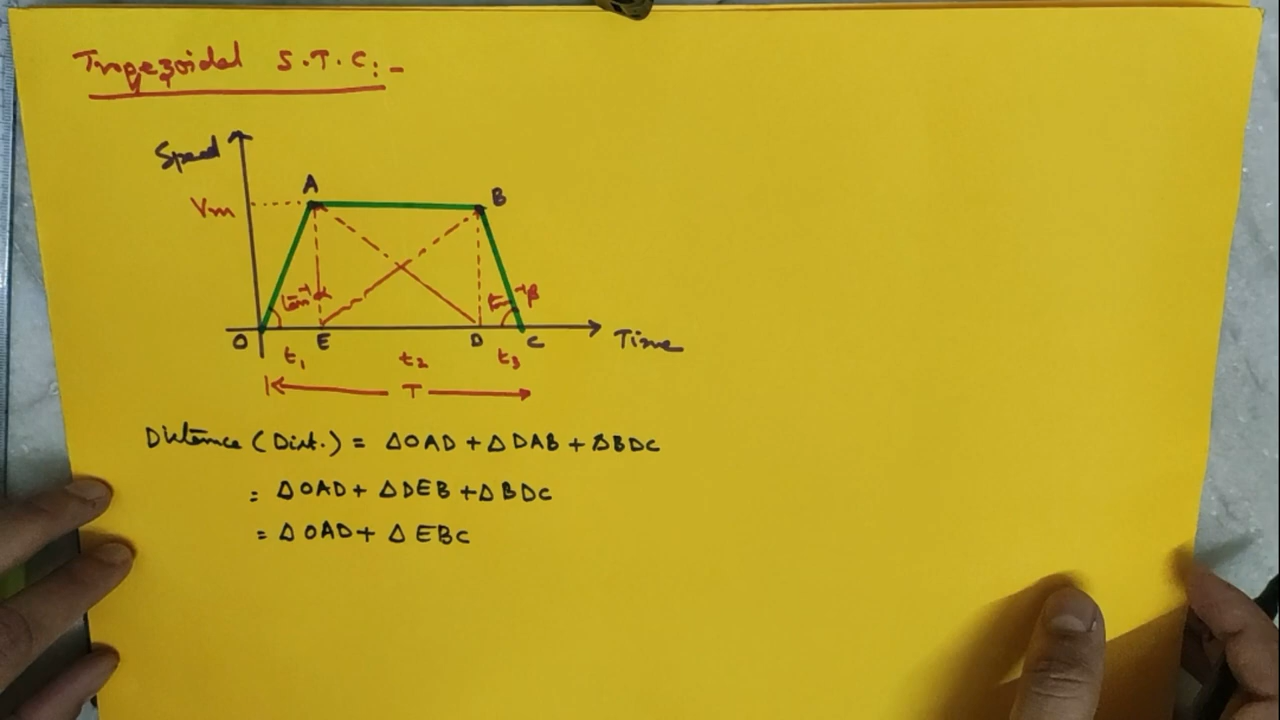 Trapezoidal S.T.C:-
Speed
A
B
Vm
tan⁻¹α
tan⁻¹β
O E D C
Time
t₁ t₂ t₃
T
Distance (Dist.) = ΔOAD + ΔDAB + ΔBDC
= ΔOAD + ΔDEB + ΔBDC
= ΔOAD + ΔEBC